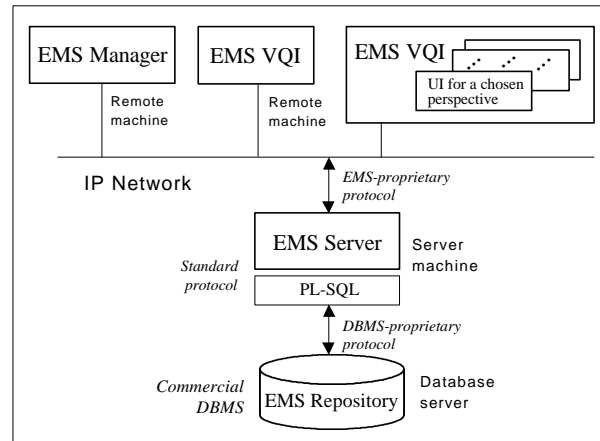 EMS Manager
EMS VQI
EMS VQI
UI for a chosen
perspective
Remote
machine
Remote
machine
IP Network
EMS-proprietary
protocol
EMS Server
Server
machine
Standard
protocol
PL-SQL
DBMS-proprietary
protocol
Commercial
DBMS
EMS Repository
Database
server